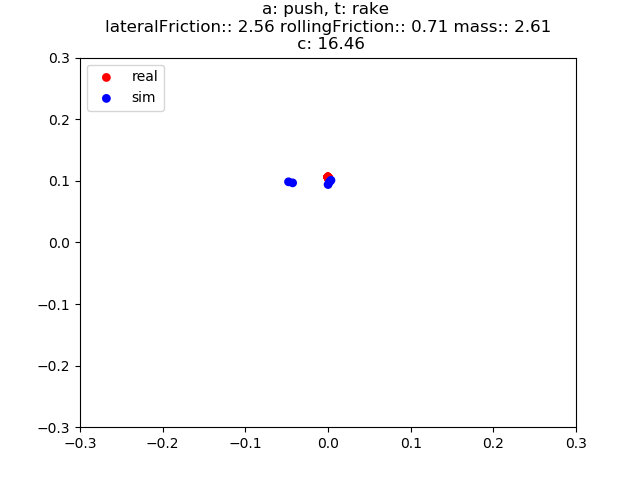 a: push, t: rake
lateralFriction:: 2.56 rollingFriction:: 0.71 mass:: 2.61
c: 16.46
real
sim
0.3
0.2
0.1
0.0
−0.1
−0.2
−0.3
−0.3 −0.2 −0.1 0.0 0.1 0.2 0.3